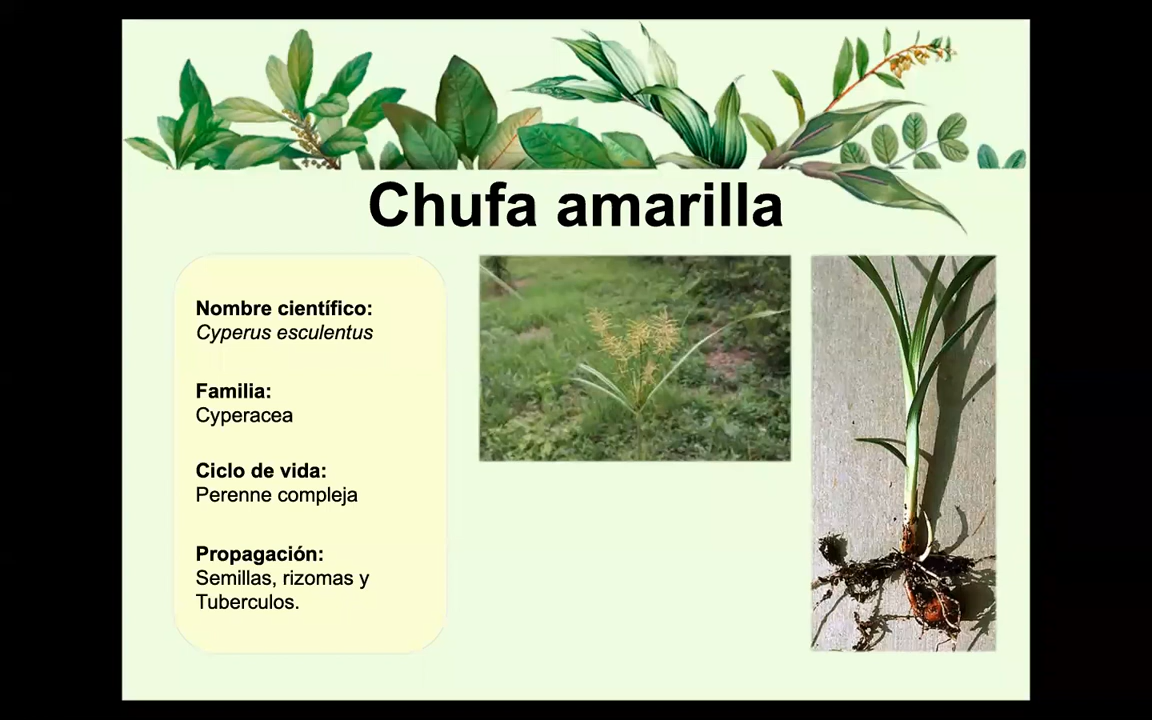 Chufa amarilla
Nombre científico:
Cyperus esculentus
Familia:
Cyperacea
Ciclo de vida:
Perenne compleja
Propagación:
Semillas, rizomas y
Tuberculos.